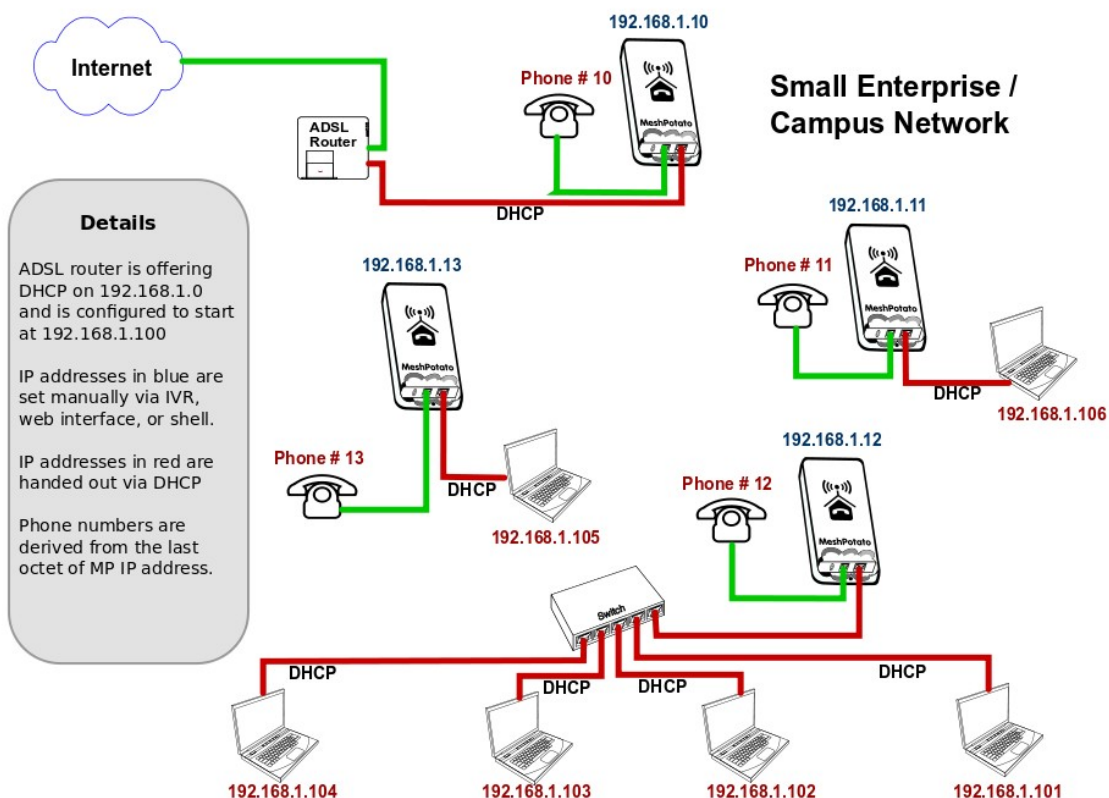 192.168.1.10
Internet
Phone # 10
Small Enterprise /
Campus Network
ADSL
Router
MeshPotato
DHCP
Details
ADSL router is offering
DHCP on 192.168.1.0
and is configured to start
at 192.168.1.100
IP addresses in blue are
set manually via IVR,
web interface, or shell.
IP addresses in red are
handed out via DHCP
Phone numbers are
derived from the last
octet of MP IP address.
192.168.1.11
Phone # 11
MeshPotato
DHCP
192.168.1.106
192.168.1.13
MeshPotato
Phone # 13
DHCP
192.168.1.105
192.168.1.12
Phone # 12
MeshPotato
Switch
DHCP
DHCP
DHCP
DHCP
192.168.1.104
192.168.1.103
192.168.1.102
192.168.1.101